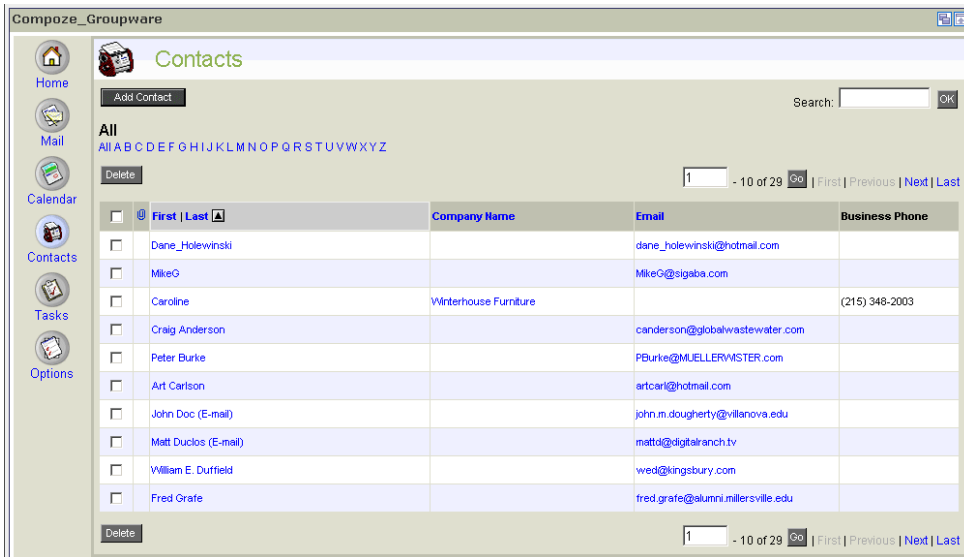 Compoze_Groupware
Home
Mail
Calendar
Contacts
Tasks
Options
Contacts
Add Contact
Search: OK
All
All A B C D E F G H I J K L M N O P Q R S T U V W X Y Z
Delete 1 - 10 of 29 Go | First | Previous | Next | Last
First | Last Company Name Email Business Phone
Dane_Holewinski dane_holewinski@hotmail.com
MikeG MikeG@sigaba.com
Caroline Winterhouse Furniture (215) 348-2003
Craig Anderson canderson@globalwastewater.com
Peter Burke PBurke@MUELLERWISTER.com
Art Carlson artcarl@hotmail.com
John Doc (E-mail) john.m.dougherty@villanova.edu
Matt Duclos (E-mail) mattd@digitalranch.tv
William E. Duffield wed@kingsbury.com
Fred Grafe fred.grafe@alumni.millersville.edu
Delete 1 - 10 of 29 Go | First | Previous | Next | Last